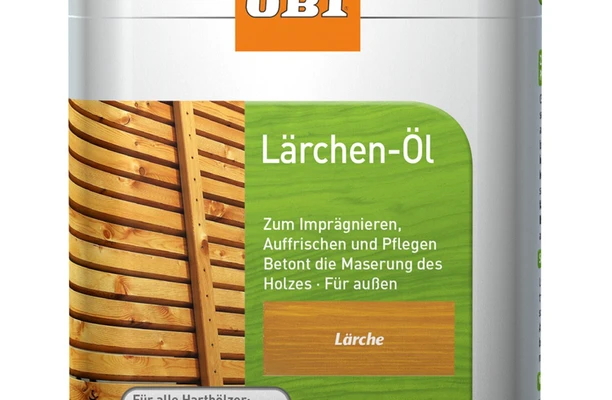 OBI
Lärchen-Öl
Zum Imprägnieren,
Auffrischen und Pflegen
Betont die Maserung des
Holzes · Für außen
Lärche
Für alle Harthölzer: